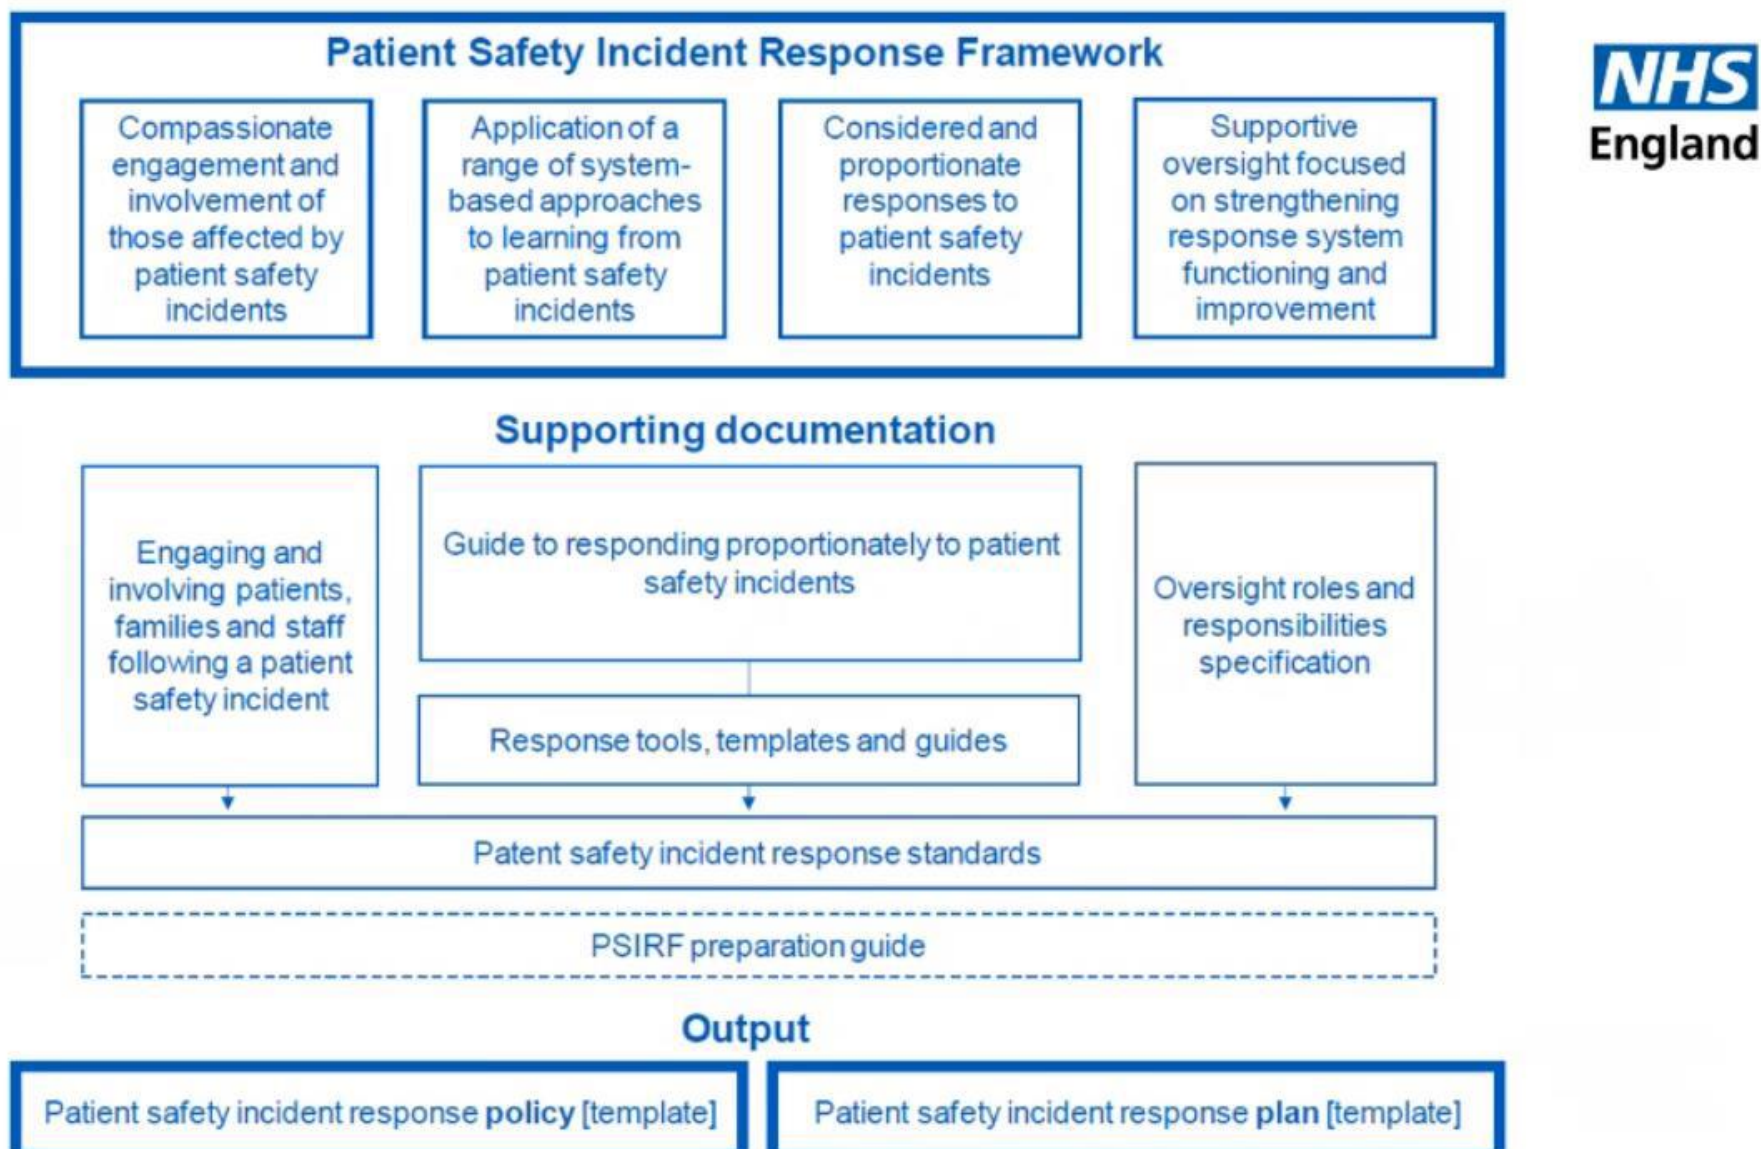 Patient Safety Incident Response Framework
NHS
England
Compassionate
engagement and
involvement of
those affected by
patient safety
incidents
Application of a
range of system-
based approaches
to learning from
patient safety
incidents
Considered and
proportionate
responses to
patient safety
incidents
Supportive
oversight focused
on strengthening
response system
functioning and
improvement
Supporting documentation
Engaging and
involving patients,
families and staff
following a patient
safety incident
Guide to responding proportionately to patient
safety incidents
Response tools, templates and guides
Oversight roles and
responsibilities
specification
Patent safety incident response standards
PSIRF preparation guide
Output
Patient safety incident response policy [template]
Patient safety incident response plan [template]